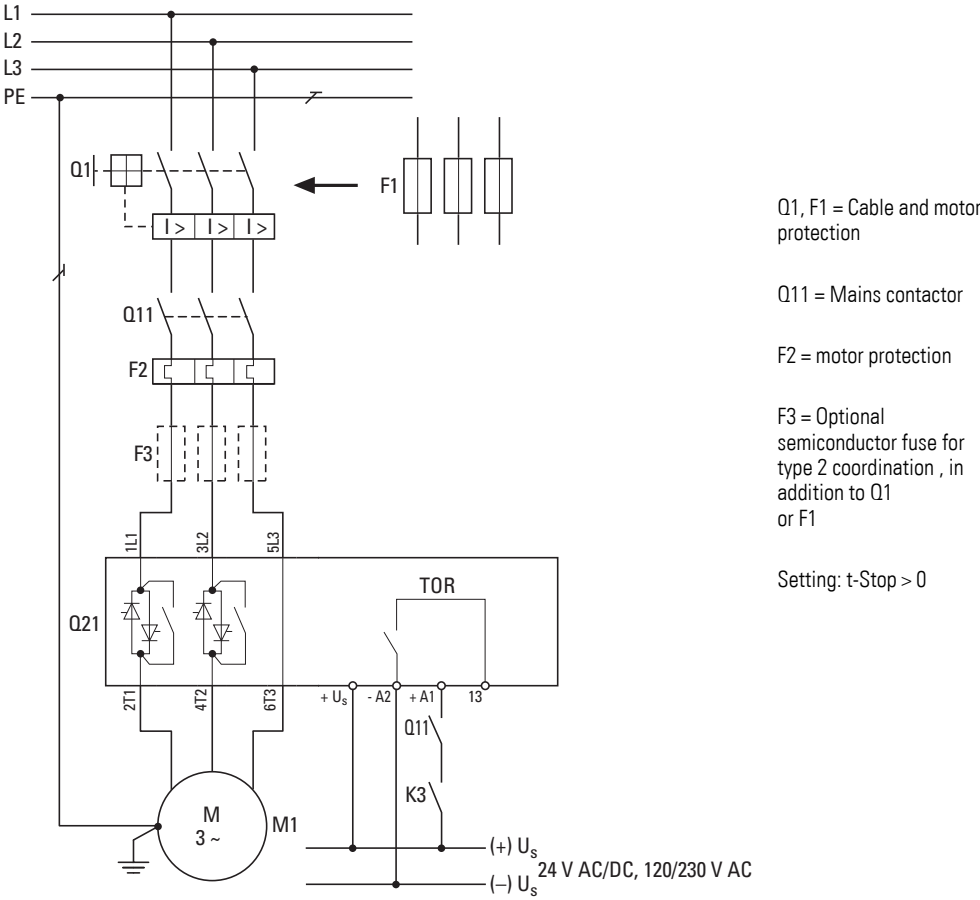 L1
L2
L3
PE
Q1
I > I > I >
F1
Q11
F2
F3
1L1 3L2 5L3
TOR
Q21
2T1 4T2 6T3
+ Us - A2 + A1 13
Q11
K3
M
3 ~
M1
(+) Us
24 V AC/DC, 120/230 V AC
(–) Us
Q1, F1 = Cable and motor
protection
Q11 = Mains contactor
F2 = motor protection
F3 = Optional
semiconductor fuse for
type 2 coordination , in
addition to Q1
or F1
Setting: t-Stop > 0